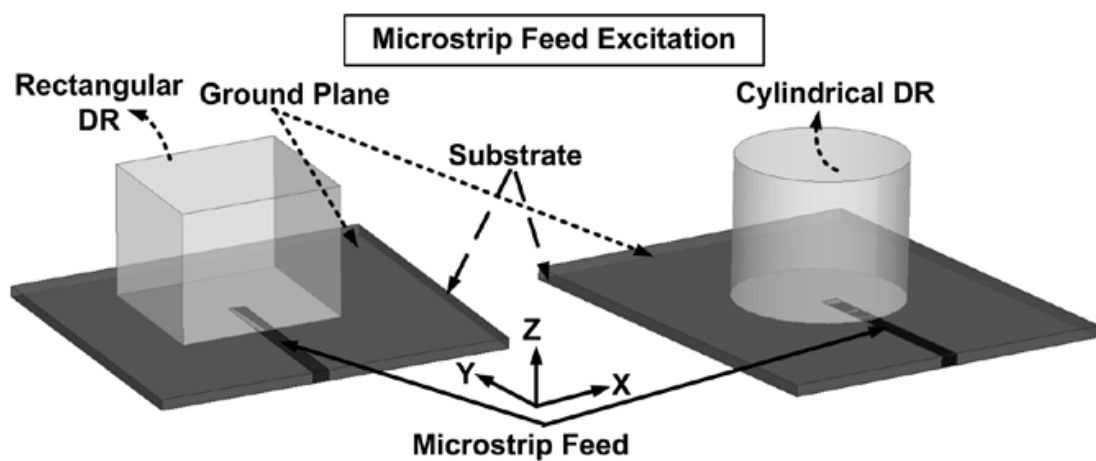 Microstrip Feed Excitation
Rectangular
DR
Ground Plane
Cylindrical DR
Substrate
Z
Y
X
Microstrip Feed